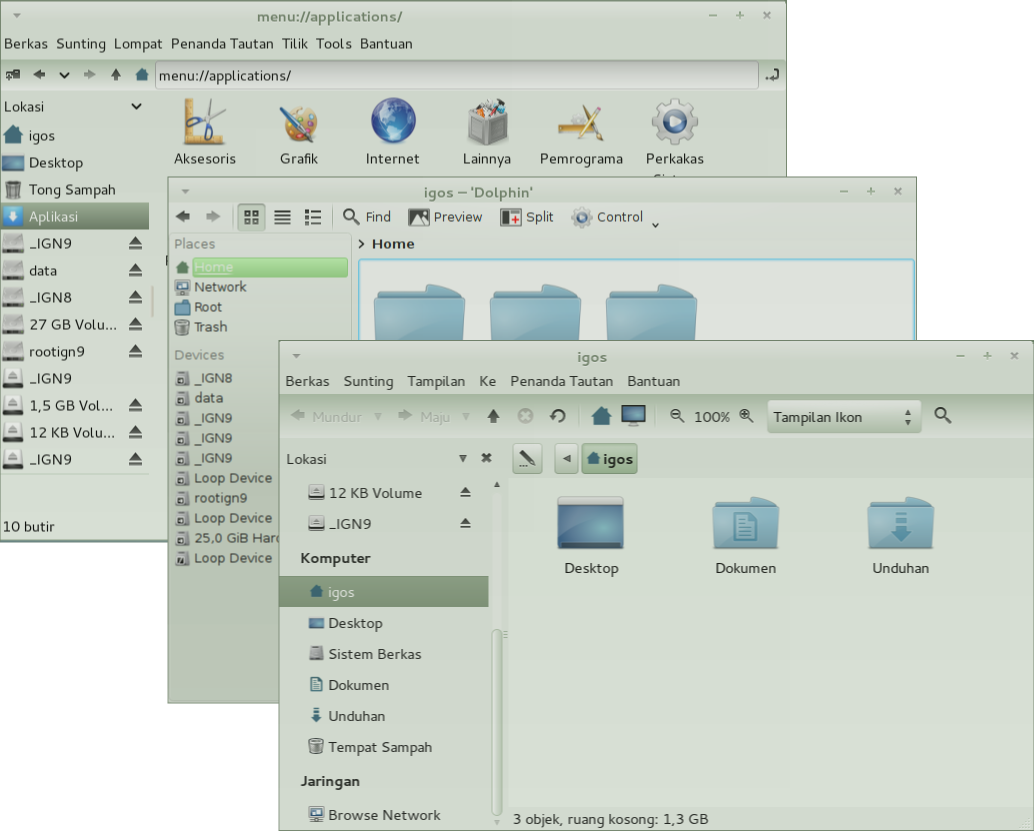 menu://applications/
Berkas Sunting Lompat Penanda Tautan Tilik Tools Bantuan
menu://applications/
Lokasi
igos
Desktop
Tong Sampah
Aplikasi
_IGN9
data
_IGN8
27 GB Volu...
rootign9
_IGN9
1,5 GB Vol...
12 KB Volu...
_IGN9
10 butir
Aksesoris Grafik Internet Lainnya Pemrograma Perkakas
igos – 'Dolphin'
Find Preview Split Control
Places
Home
Network
Root
Trash
Devices
_IGN8
data
_IGN9
_IGN9
_IGN9
Loop Device
rootign9
Loop Device
25,0 GiB Hard
Loop Device
> Home
igos
Berkas Sunting Tampilan Ke Penanda Tautan Bantuan
Mundur Maju 100% Tampilan Ikon
Lokasi
igos
12 KB Volume
_IGN9
Komputer
igos
Desktop
Sistem Berkas
Dokumen
Unduhan
Tempat Sampah
Jaringan
Browse Network
Desktop Dokumen Unduhan
3 objek, ruang kosong: 1,3 GB